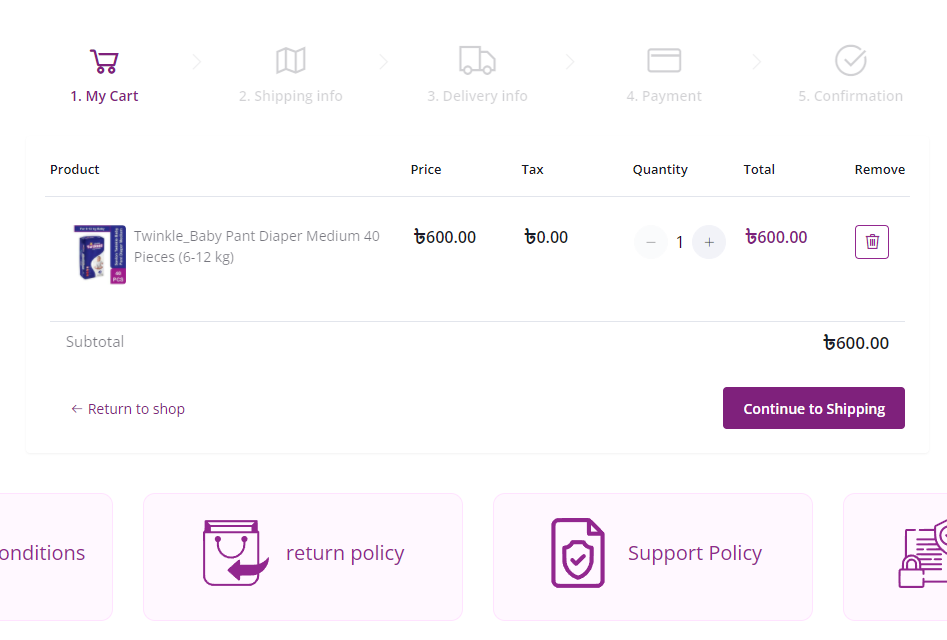 1. My Cart
2. Shipping info
3. Delivery info
4. Payment
5. Confirmation
Product Price Tax Quantity Total Remove
Twinkle_Baby Pant Diaper Medium 40 ৳600.00 ৳0.00 1 ৳600.00
Pieces (6-12 kg)
Subtotal ৳600.00
← Return to shop
Continue to Shipping
onditions
return policy
Support Policy